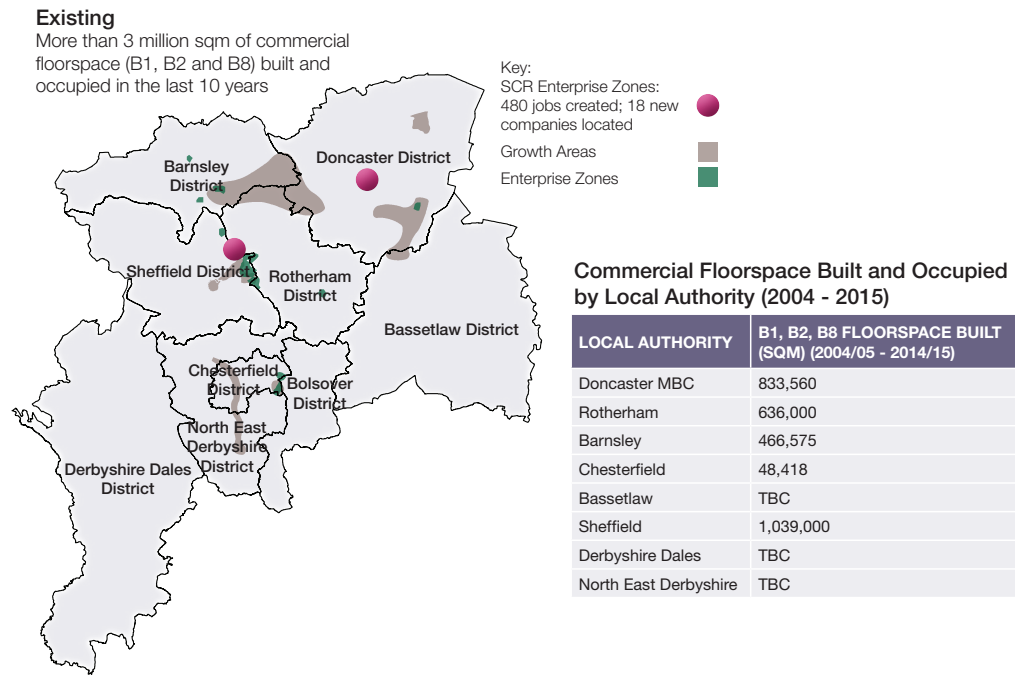 Existing
More than 3 million sqm of commercial
floorspace (B1, B2 and B8) built and
occupied in the last 10 years
Key:
SCR Enterprise Zones:
480 jobs created; 18 new
companies located
Growth Areas
Enterprise Zones
Barnsley
District
Doncaster District
Sheffield District
Rotherham
District
Bassetlaw District
Chesterfield
District
Bolsover
District
North East
Derbyshire
District
Derbyshire Dales
District
Commercial Floorspace Built and Occupied
by Local Authority (2004 - 2015)
LOCAL AUTHORITY
B1, B2, B8 FLOORSPACE BUILT
(SQM) (2004/05 - 2014/15)
Doncaster MBC 833,560
Rotherham 636,000
Barnsley 466,575
Chesterfield 48,418
Bassetlaw TBC
Sheffield 1,039,000
Derbyshire Dales TBC
North East Derbyshire TBC